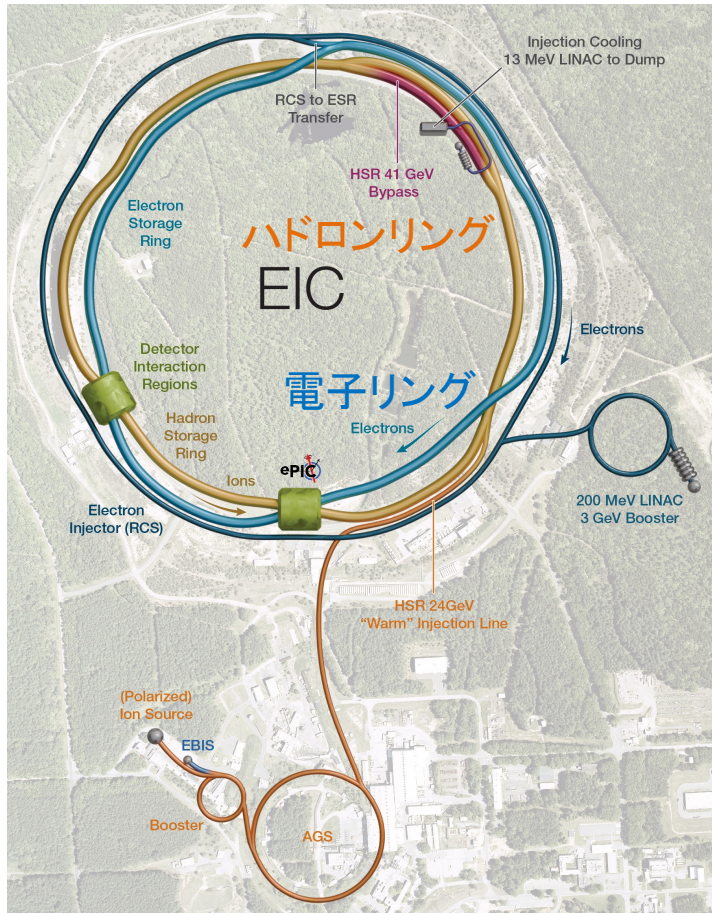 Injection Cooling
13 MeV LINAC to Dump
RCS to ESR
Transfer
HSR 41 GeV
Bypass
Electron
Storage
Ring
ハドロンリング
EIC
Electrons
Detector
Interaction
Regions
電子リング
Hadron
Storage
Ring
Electrons
ePIC
Ions
200 MeV LINAC
3 GeV Booster
Electron
Injector (RCS)
HSR 24GeV
“Warm” Injection Line
(Polarized)
Ion Source
EBIS
Booster
AGS